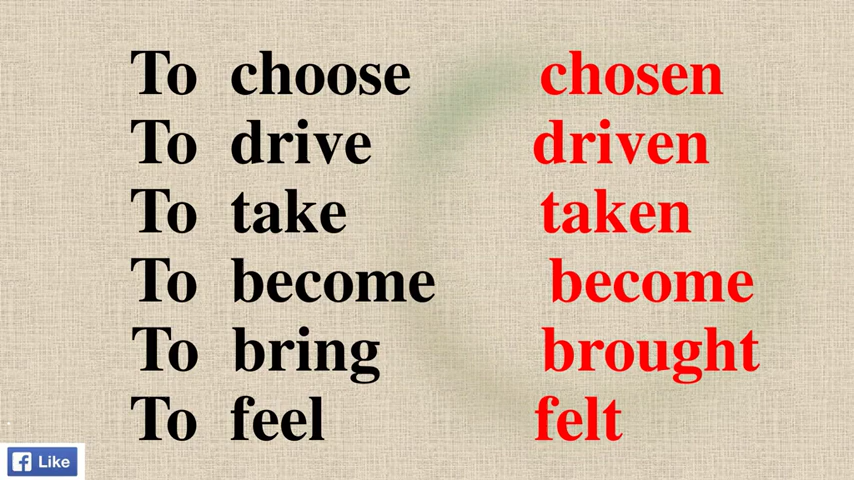 To choose chosen
To drive driven
To take taken
To become become
To bring brought
To feel felt
f Like